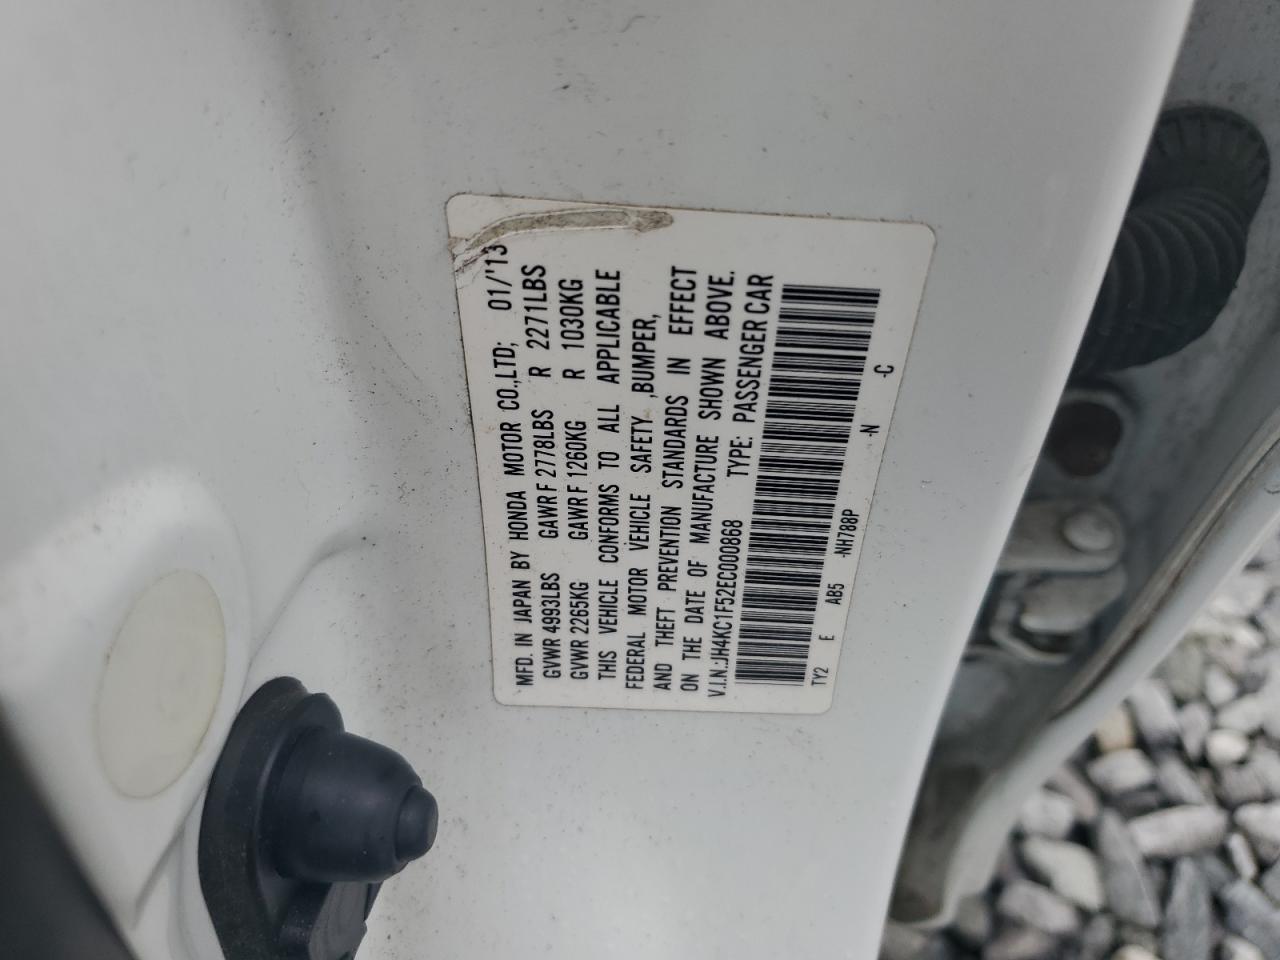 MFD. IN JAPAN BY HONDA MOTOR CO.,LTD; 01/'13
GVWR 4993LBS GAWR F 2778LBS R 2271LBS
GVWR 2265KG GAWR F 1260KG R 1030KG
THIS VEHICLE CONFORMS TO ALL APPLICABLE
FEDERAL MOTOR VEHICLE SAFETY ,BUMPER,
AND THEFT PREVENTION STANDARDS IN EFFECT
ON THE DATE OF MANUFACTURE SHOWN ABOVE.
V.I.N.:JH4KC1F52EC000868 TYPE: PASSENGER CAR
TY2 E AB5 -NH788P -N -C